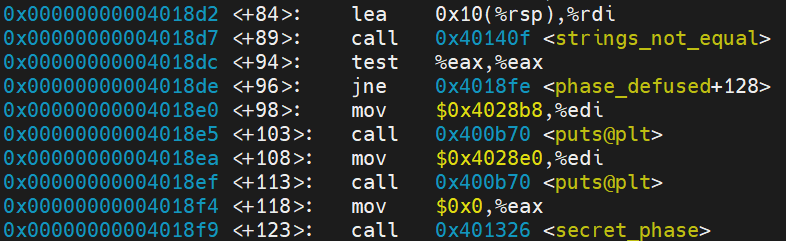 0x00000000004018d2 <+84>: lea 0x10(%rsp),%rdi
0x00000000004018d7 <+89>: call 0x40140f <strings_not_equal>
0x00000000004018dc <+94>: test %eax,%eax
0x00000000004018de <+96>: jne 0x4018fe <phase_defused+128>
0x00000000004018e0 <+98>: mov $0x4028b8,%edi
0x00000000004018e5 <+103>: call 0x400b70 <puts@plt>
0x00000000004018ea <+108>: mov $0x4028e0,%edi
0x00000000004018ef <+113>: call 0x400b70 <puts@plt>
0x00000000004018f4 <+118>: mov $0x0,%eax
0x00000000004018f9 <+123>: call 0x401326 <secret_phase>